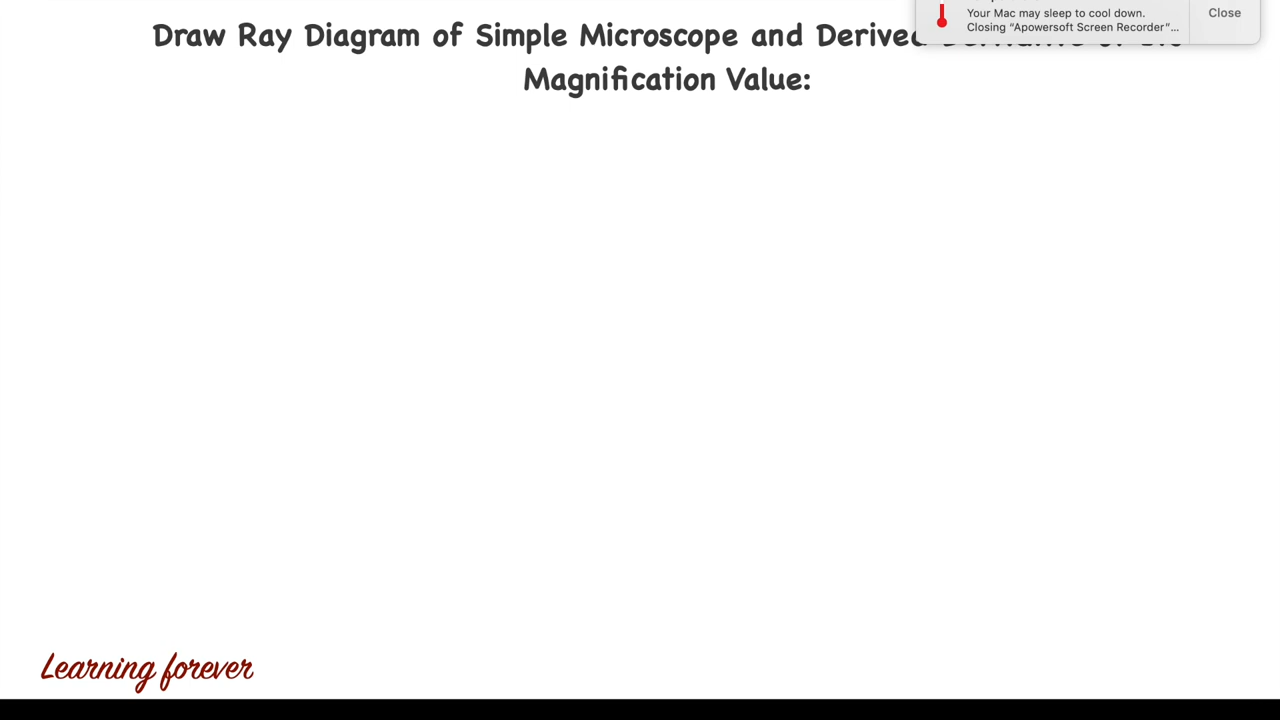 Your Mac may sleep to cool down.
Close
Closing “Apowersoft Screen Recorder”...
Draw Ray Diagram of Simple Microscope and Derived
Magnification Value:
Learning forever